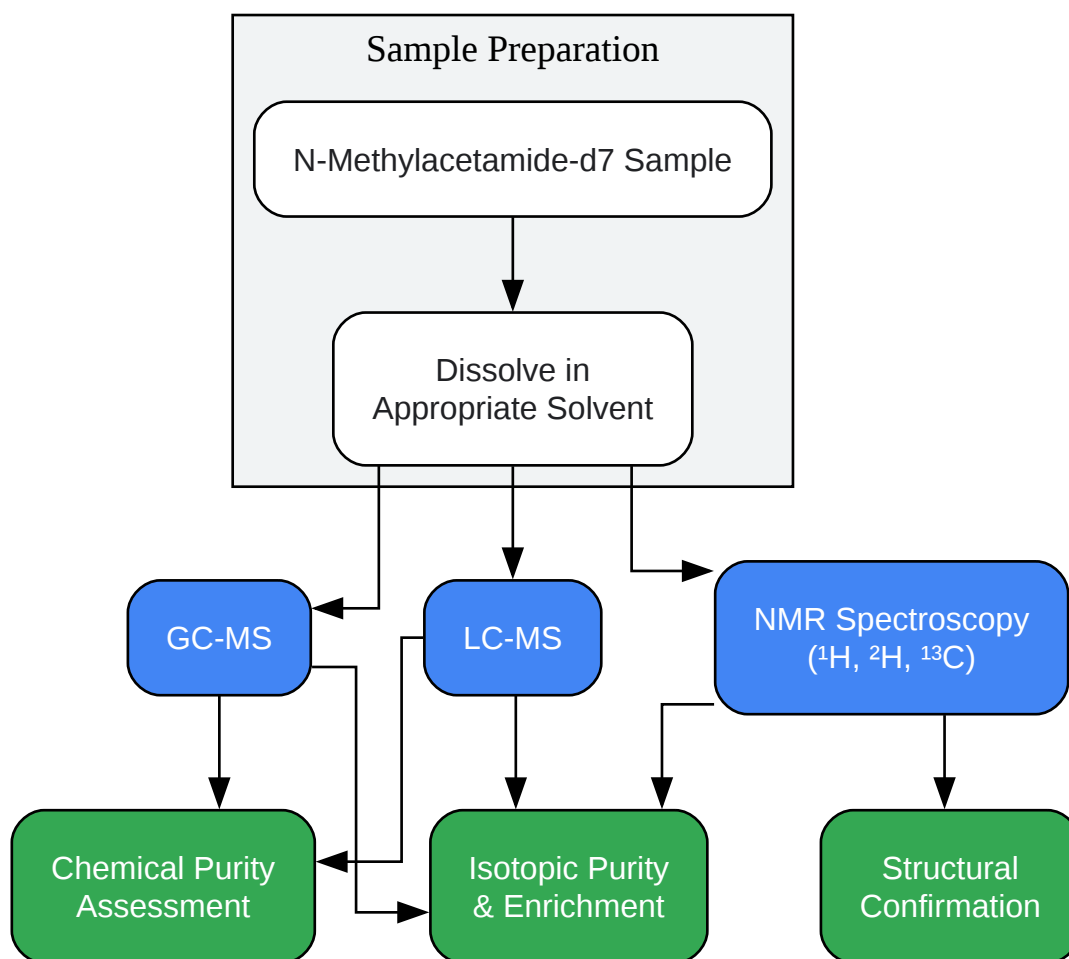 Sample Preparation
N-Methylacetamide-d7 Sample
Dissolve in
Appropriate Solvent
GC-MS
LC-MS
NMR Spectroscopy
(¹H, ²H, ¹³C)
Chemical Purity
Assessment
Isotopic Purity
& Enrichment
Structural
Confirmation